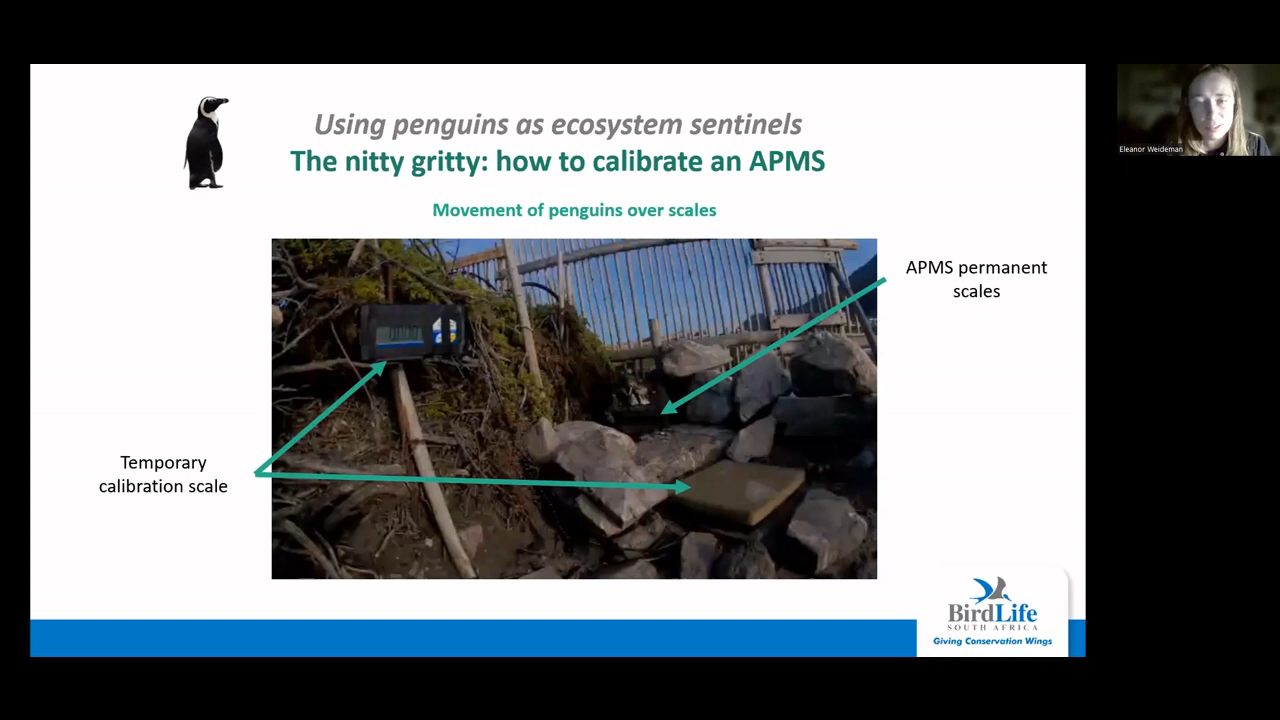 Using penguins as ecosystem sentinels
The nitty gritty: how to calibrate an APMS
Movement of penguins over scales
APMS permanent
scales
Temporary
calibration scale
BirdLife
SOUTH AFRICA
Giving Conservation Wings
Eleanor Weideman